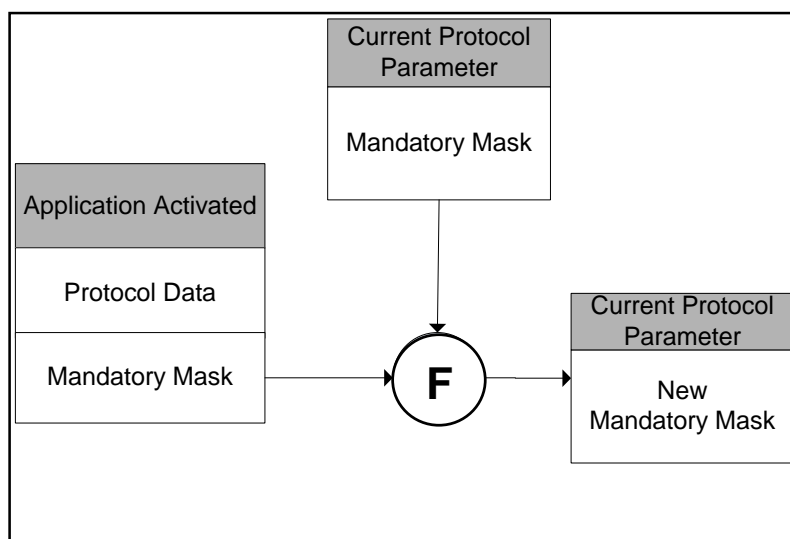 Current Protocol
Parameter
Mandatory Mask
Application Activated
Protocol Data
Mandatory Mask
F
Current Protocol
Parameter
New
Mandatory Mask